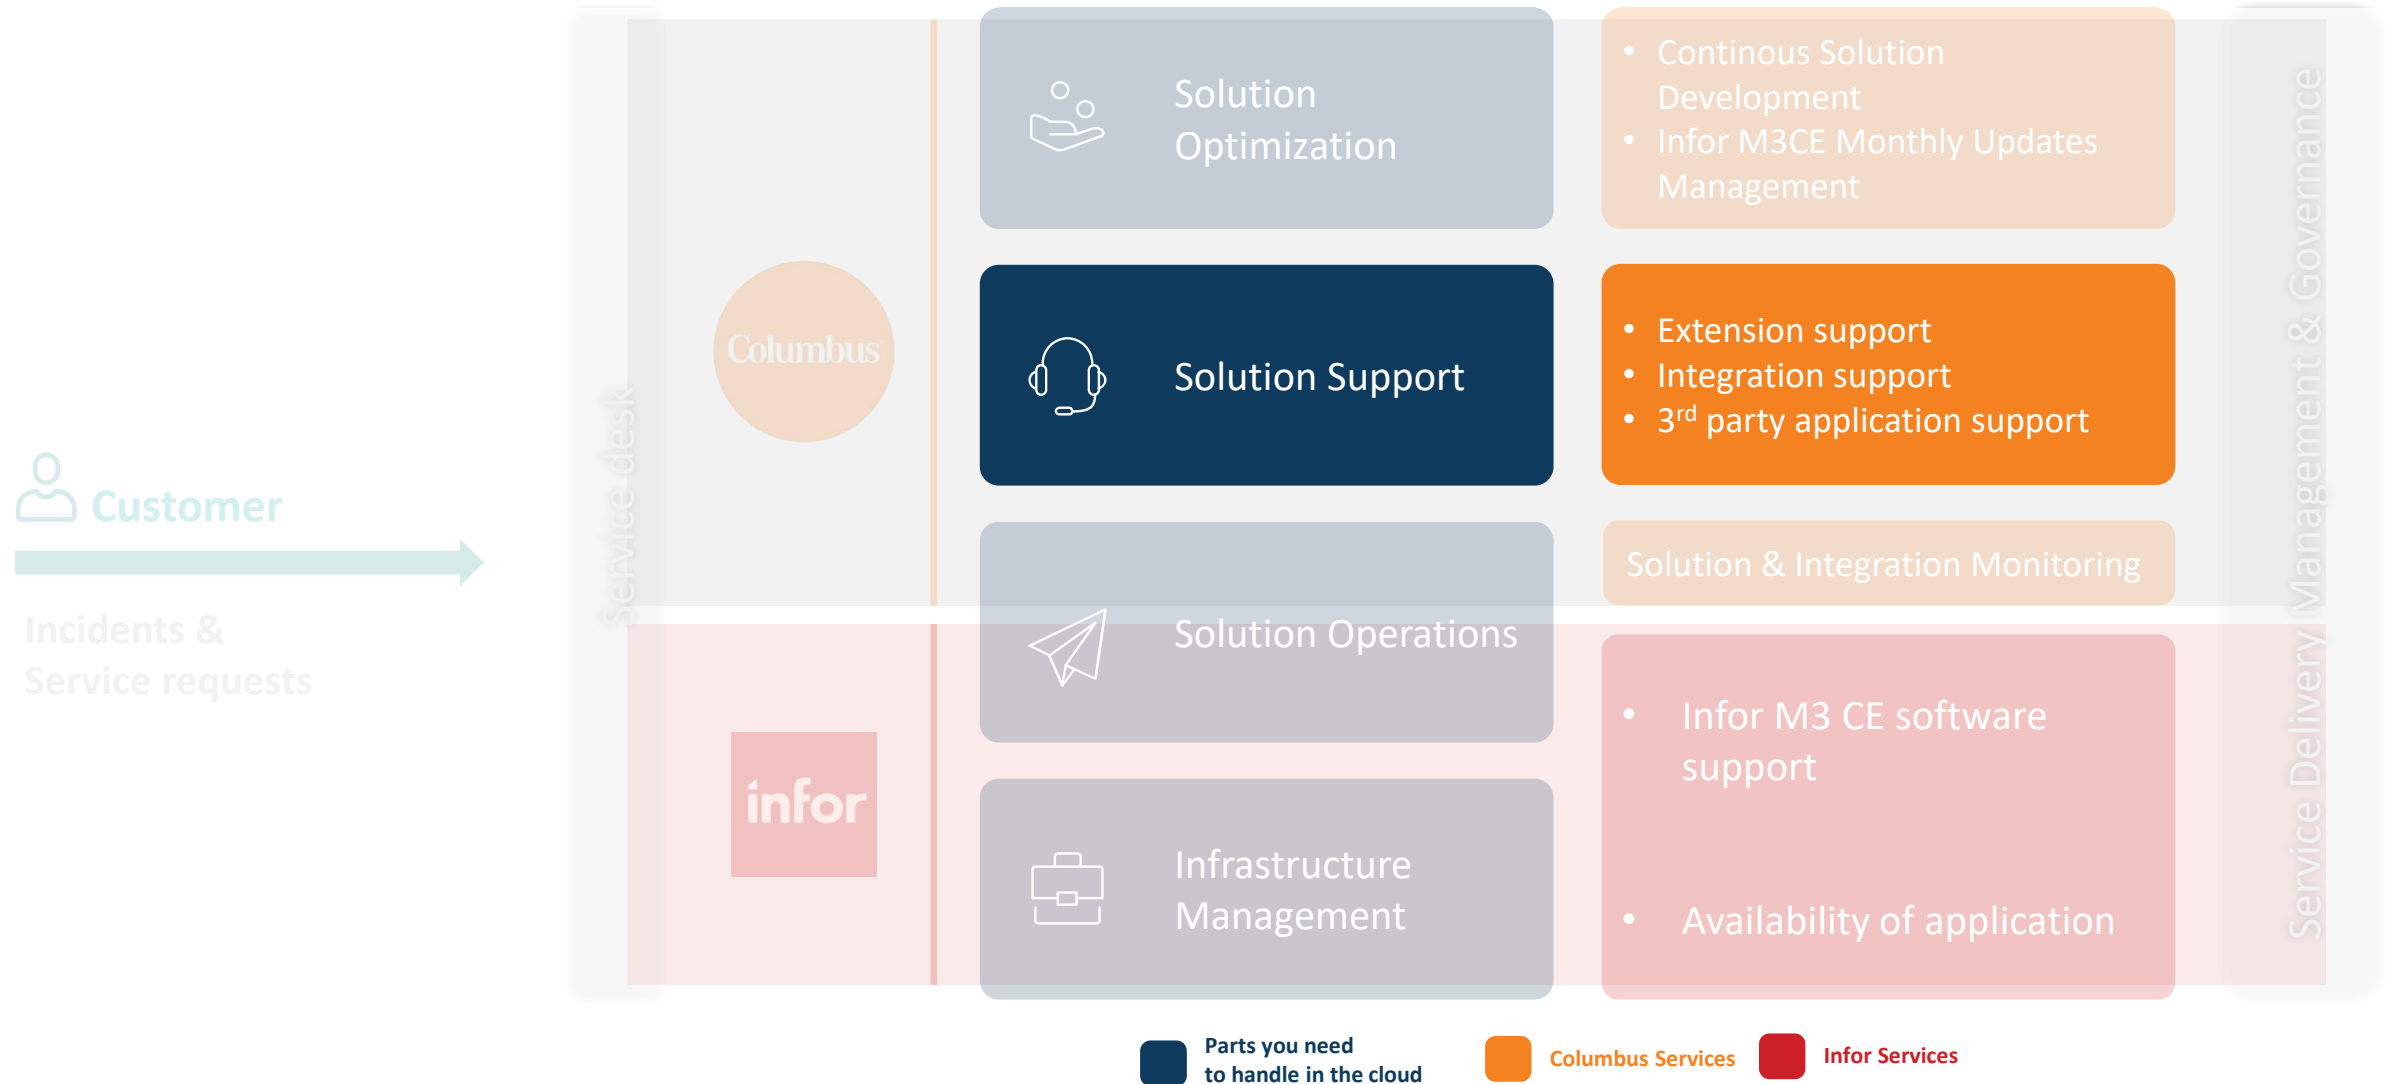 Customer
Incidents &
Service requests
Service desk
Columbus
infor
Solution
Optimization
• Continous Solution
Development
• Infor M3CE Monthly Updates
Management
Solution Support
• Extension support
• Integration support
• 3rd party application support
Solution Operations
Solution & Integration Monitoring
Infrastructure
Management
• Infor M3 CE software
support
• Availability of application
Service Delivery Management & Governance
Parts you need
to handle in the cloud
Columbus Services
Infor Services